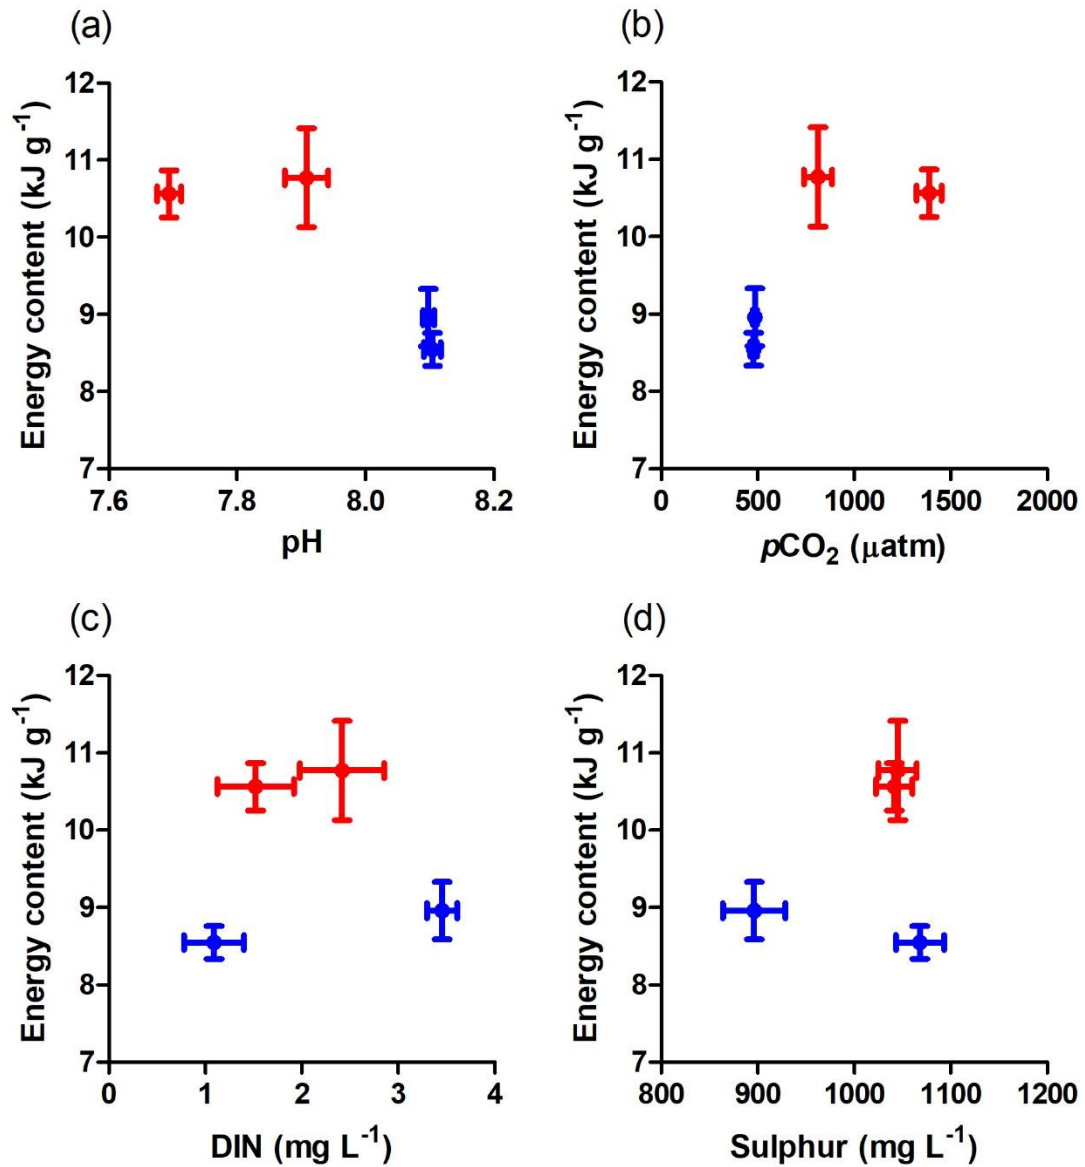 (a)
Energy content (kJ g⁻¹)
12
11
10
9
8
7
7.6 7.8 8.0 8.2
pH
(b)
Energy content (kJ g⁻¹)
12
11
10
9
8
7
0 500 1000 1500 2000
pCO₂ (μatm)
(c)
Energy content (kJ g⁻¹)
12
11
10
9
8
7
0 1 2 3 4
DIN (mg L⁻¹)
(d)
Energy content (kJ g⁻¹)
12
11
10
9
8
7
800 900 1000 1100 1200
Sulphur (mg L⁻¹)